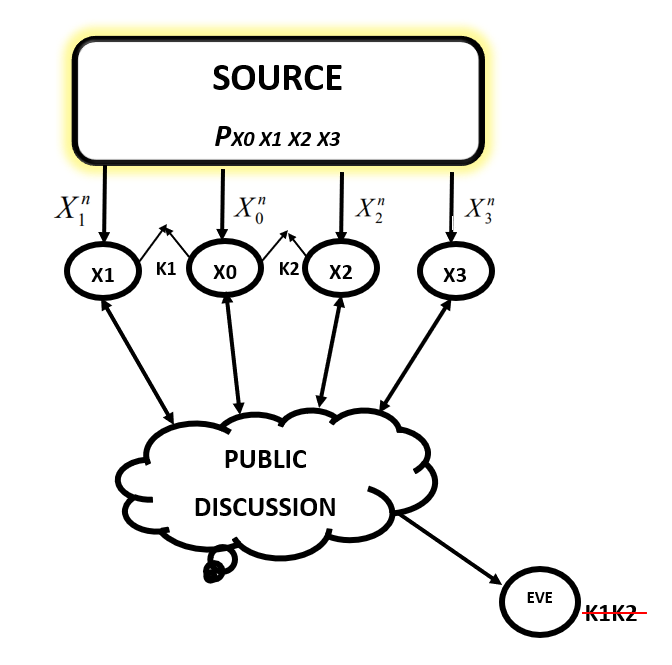 SOURCE
PX0 X1 X2 X3
X₁ⁿ X₀ⁿ X₂ⁿ X₃ⁿ
X1 K1 X0 K2 X2 X3
PUBLIC
DISCUSSION
EVE
K1K2